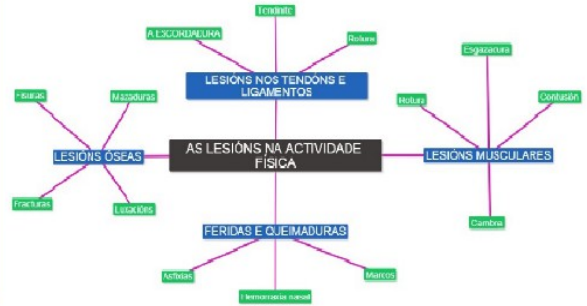 Tendinite
A ESCORDADURA
Rotura
LESIÓNS NOS TENDÓNS E
LIGAMENTOS
Esgazadura
Rotura
Contusión
LESIÓNS MUSCULARES
Cambra
Fisuras
Mazaduras
LESIÓNS ÓSEAS
Fracturas
Luxacións
AS LESIÓNS NA ACTIVIDADE
FÍSICA
FERIDAS E QUEIMADURAS
Asfixias
Hemorraxia nasal
Mareos